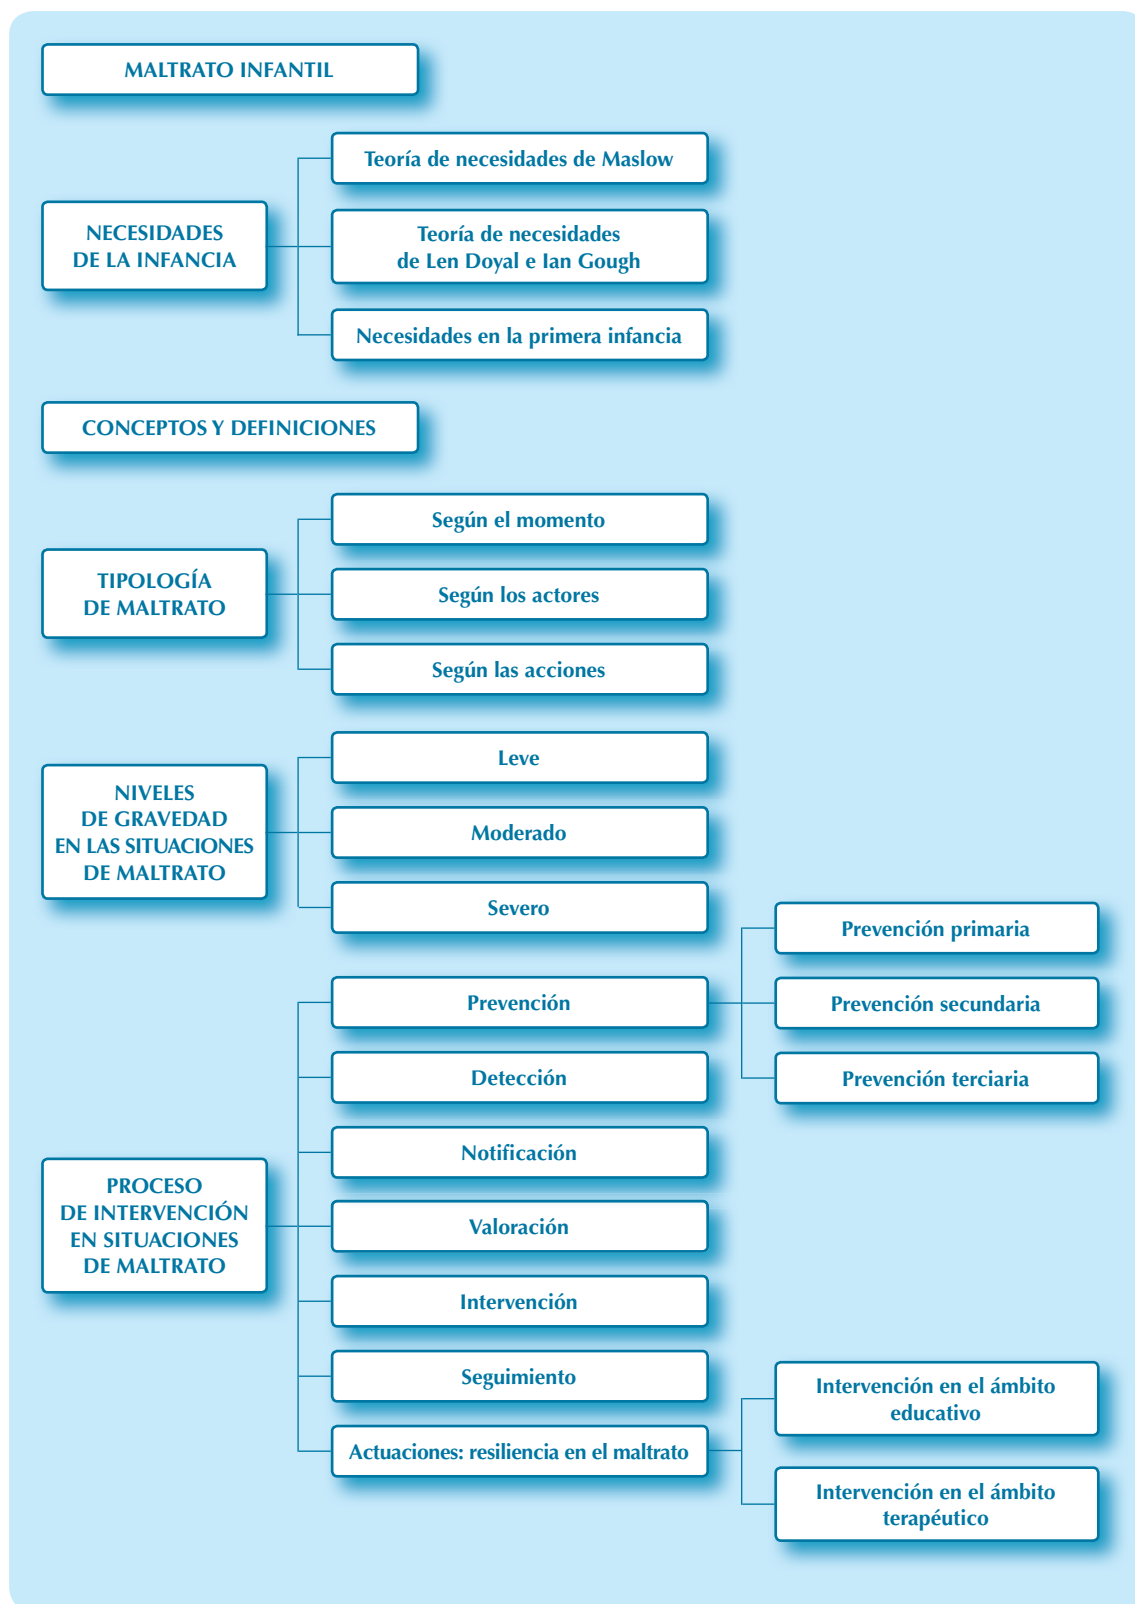 MALTRATO INFANTIL
NECESIDADES
DE LA INFANCIA
Teoría de necesidades de Maslow
Teoría de necesidades
de Len Doyal e Ian Gough
Necesidades en la primera infancia
CONCEPTOS Y DEFINICIONES
TIPOLOGÍA
DE MALTRATO
Según el momento
Según los actores
Según las acciones
NIVELES
DE GRAVEDAD
EN LAS SITUACIONES
DE MALTRATO
Leve
Moderado
Severo
PROCESO
DE INTERVENCIÓN
EN SITUACIONES
DE MALTRATO
Prevención
Prevención primaria
Prevención secundaria
Prevención terciaria
Detección
Notificación
Valoración
Intervención
Seguimiento
Actuaciones: resiliencia en el maltrato
Intervención en el ámbito
educativo
Intervención en el ámbito
terapéutico